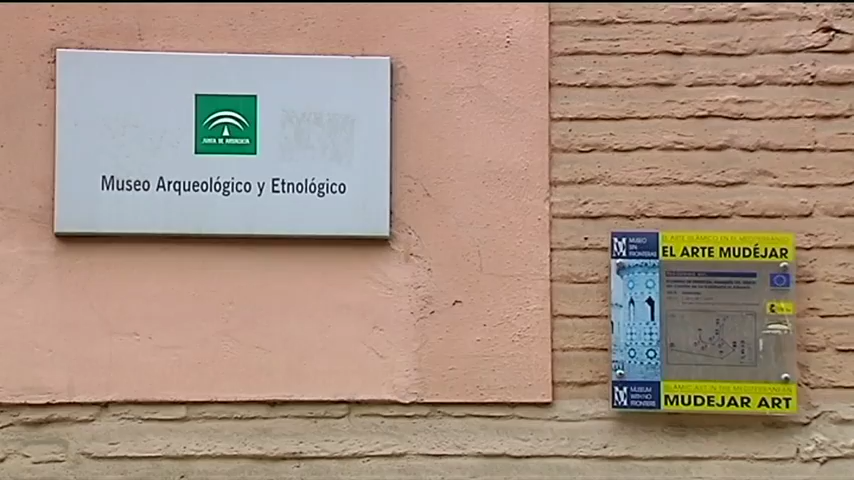 JUNTA DE ANDALUCIA
Museo Arqueológico y Etnológico
MUSEO
SIN
FRONTERAS
EL ARTE ISLÁMICO EN EL MEDITERRÁNEO
EL ARTE MUDÉJAR
MUSEUM
WITH NO
FRONTIERS
ISLAMIC ART IN THE MEDITERRANEAN
MUDEJAR ART